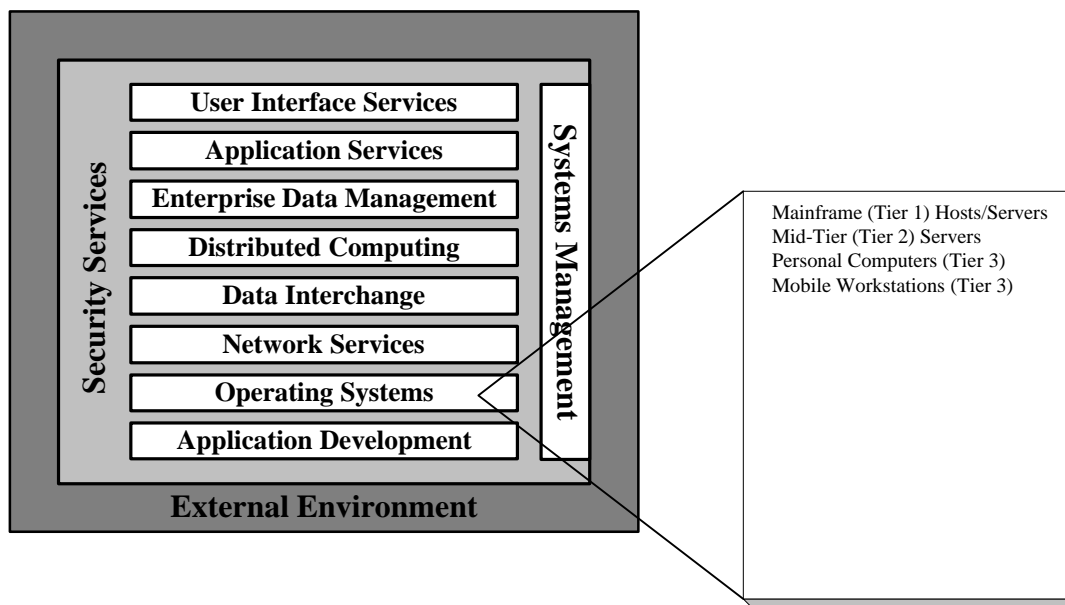 User Interface Services
Application Services
Enterprise Data Management
Distributed Computing
Data Interchange
Network Services
Operating Systems
Application Development
Security Services
Systems Management
External Environment
Mainframe (Tier 1) Hosts/Servers
Mid-Tier (Tier 2) Servers
Personal Computers (Tier 3)
Mobile Workstations (Tier 3)